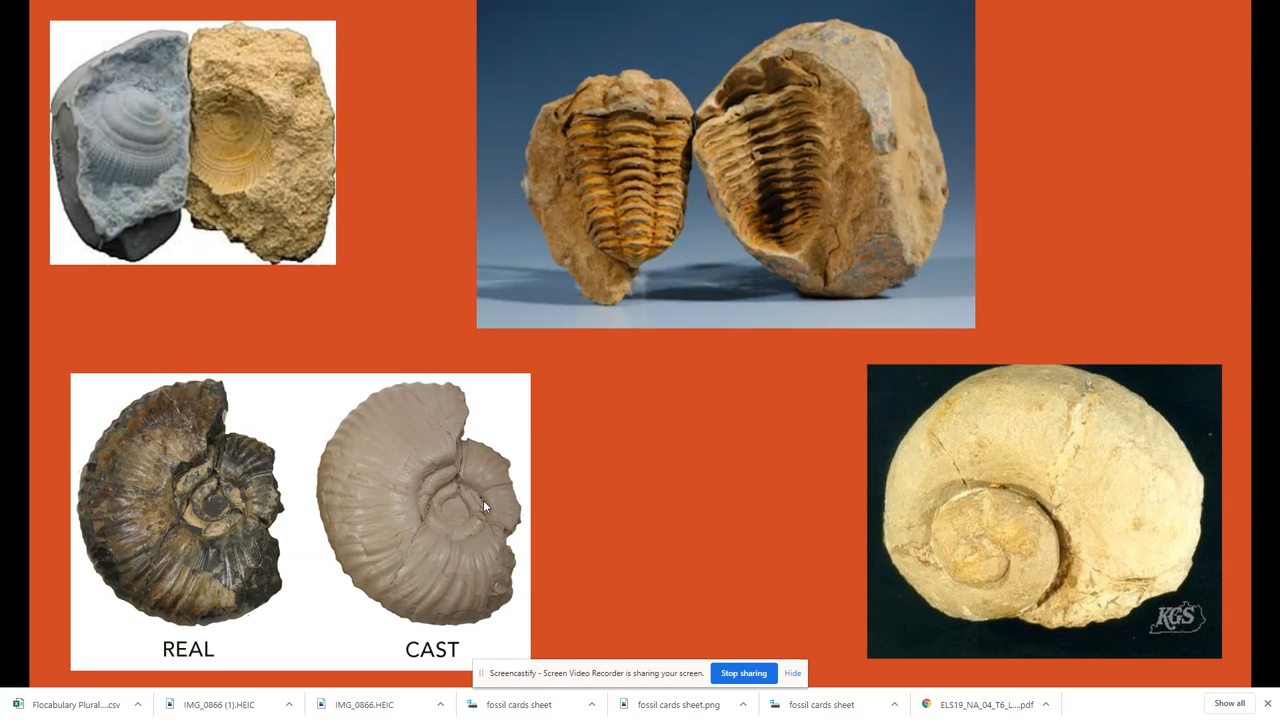 REAL
CAST
KGS
Screencastify - Screen Video Recorder is sharing your screen.
Stop sharing
Hide
Flocabulary Plural....csv
IMG_0866 (1).HEIC
IMG_0866.HEIC
fossil cards sheet
fossil cards sheet.png
fossil cards sheet
ELS19_NA_04_T6_L....pdf
Show all